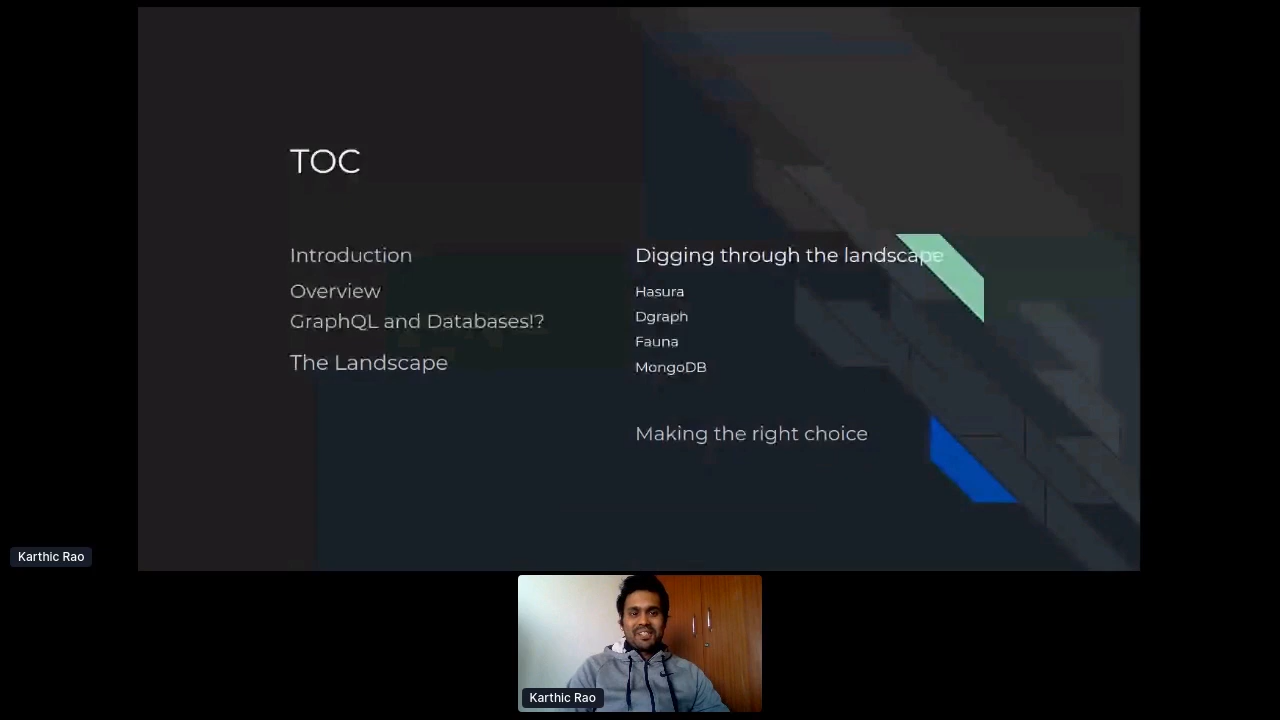 TOC
Introduction
Overview
GraphQL and Databases!?
The Landscape
Digging through the landscape
Hasura
Dgraph
Fauna
MongoDB
Making the right choice
Karthic Rao
Karthic Rao